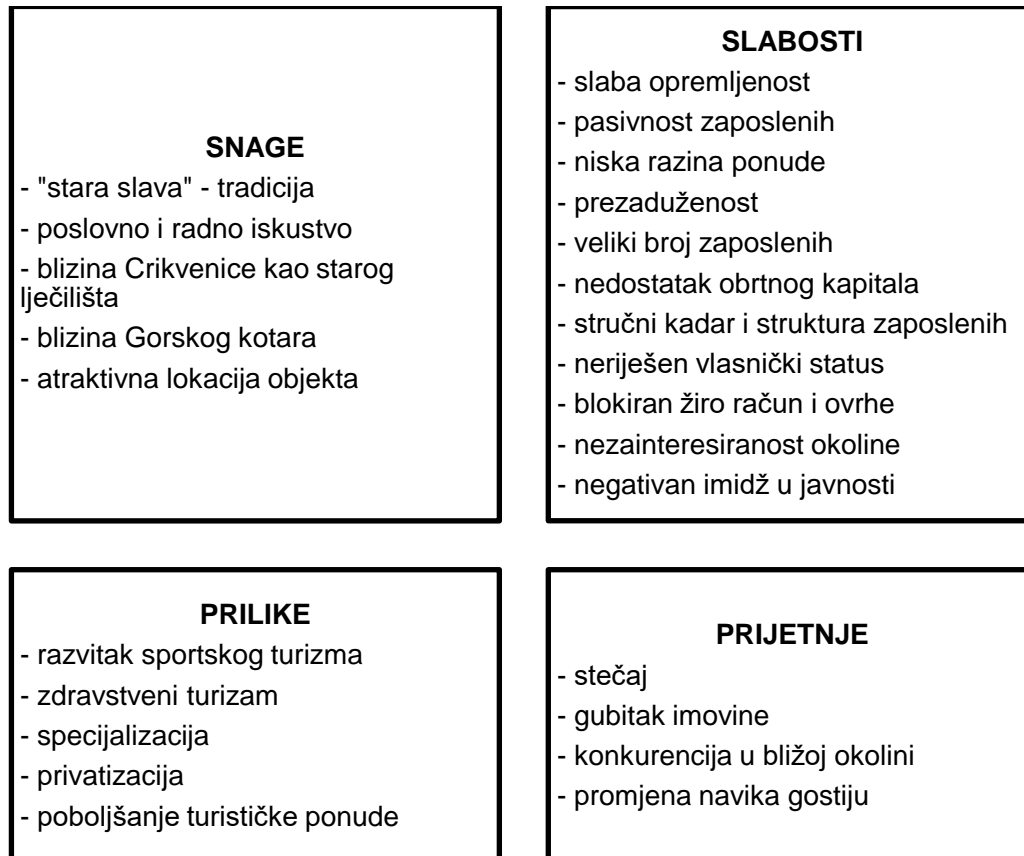 SNAGE
- "stara slava" - tradicija
- poslovno i radno iskustvo
- blizina Crikvenice kao starog
lječilišta
- blizina Gorskog kotara
- atraktivna lokacija objekta
SLABOSTI
- slaba opremljenost
- pasivnost zaposlenih
- niska razina ponude
- prezaduženost
- veliki broj zaposlenih
- nedostatak obrtnog kapitala
- stručni kadar i struktura zaposlenih
- neriješen vlasnički status
- blokiran žiro račun i ovrhe
- nezainteresiranost okoline
- negativan imidž u javnosti
PRILIKE
- razvitak sportskog turizma
- zdravstveni turizam
- specijalizacija
- privatizacija
- poboljšanje turističke ponude
PRIJETNJE
- stečaj
- gubitak imovine
- konkurencija u bližoj okolini
- promjena navika gostiju